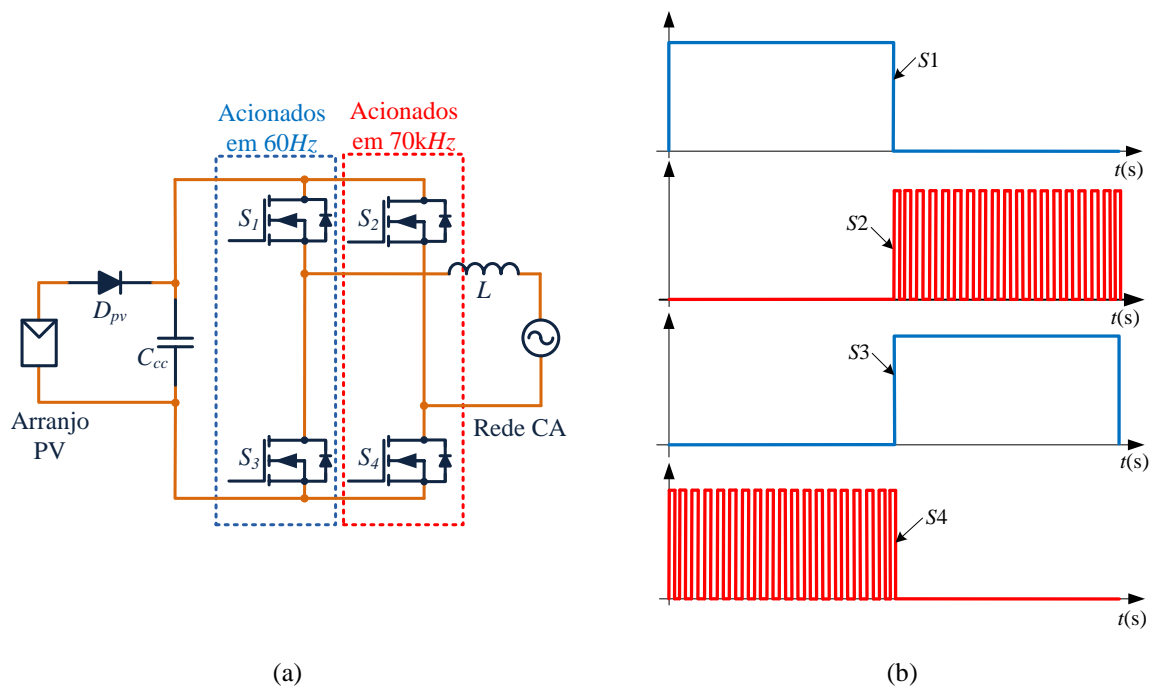 Acionados
em 60Hz
Acionados
em 70kHz
S1
S2
L
Dpv
Ccc
Arranjo
PV
Rede CA
S3
S4
(a)
S1
t(s)
S2
t(s)
S3
t(s)
S4
t(s)
(b)